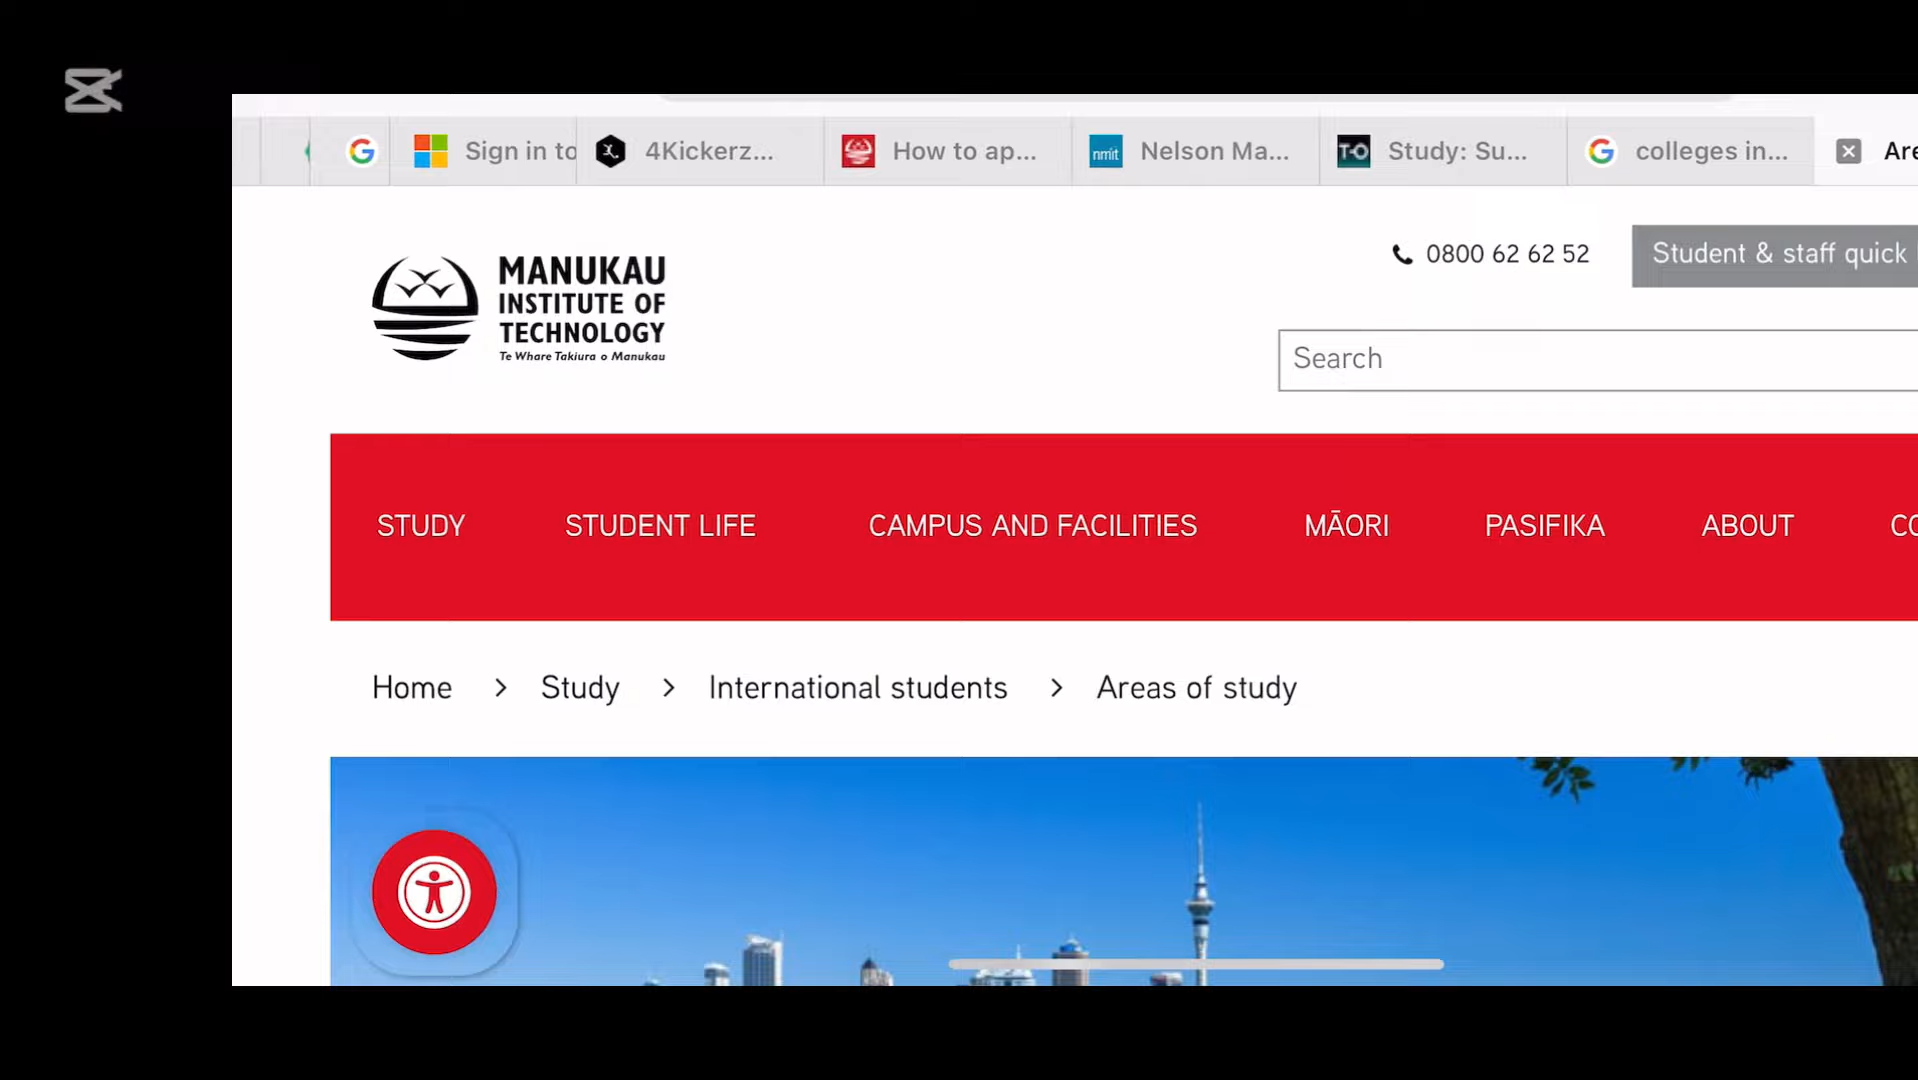 Sign in to 4Kickerz... How to ap... nmit Nelson Ma... T-O Study: Su... colleges in... Are
0800 62 62 52 Student & staff quick
MANUKAU
INSTITUTE OF
TECHNOLOGY
Te Whare Takiura o Manukau
Search
STUDY STUDENT LIFE CAMPUS AND FACILITIES MĀORI PASIFIKA ABOUT CO
Home > Study > International students > Areas of study